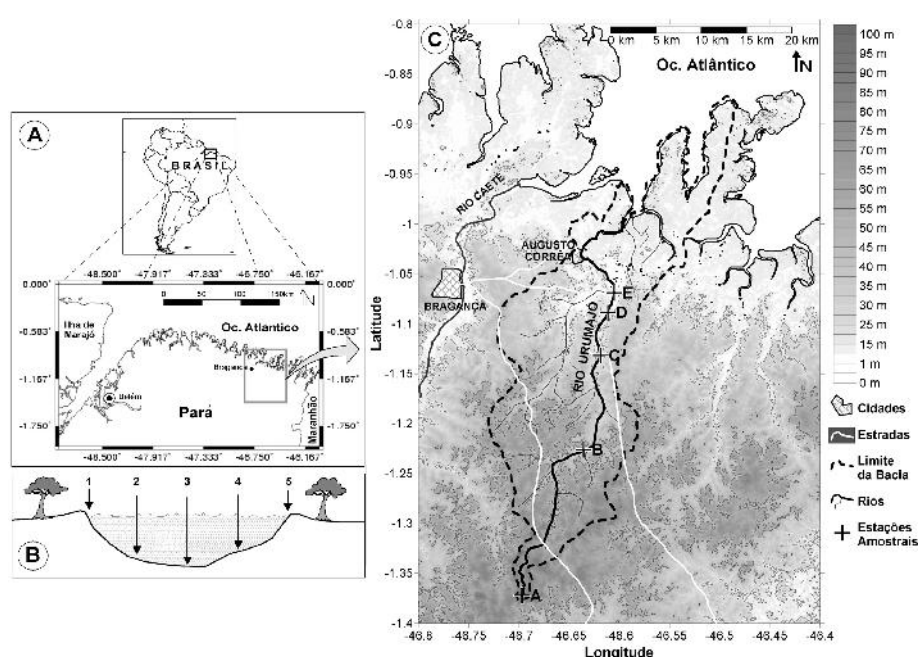 A
BRASIL
-48.500 -47.917 -47.333 -46.750 -46.167
0.000° 0.000°
0 50 100 150km
N
Ilha de
Marajó
Oc. Atlantico
-0.583 -0.583
Bragança
-1.167 -1.167
Belém
Pará
Maranhão
-1.750 -1.750
-48.500 -47.917 -47.333 -46.750 -46.167
1 2 3 4 5
B
C
0 km 5 km 10 km 15 km 20 km
Oc. Atlântico
N
-0.8
-0.85
-0.9
-0.95
-1
-1.05
-1.1
-1.15
-1.2
-1.25
-1.3
-1.35
-1.4
Latitude
RIO CAETÉ
AUGUSTO
CORRÊA
BRAGANÇA
RIO URUMAJÓ
E
D
C
B
A
-46.8 -46.75 -46.7 -46.65 -46.6 -46.55 -46.5 -46.45 -46.4
Longitude
100 m
95 m
90 m
85 m
80 m
75 m
70 m
65 m
60 m
55 m
50 m
45 m
40 m
35 m
30 m
25 m
20 m
15 m
1 m
0 m
Cidades
Estradas
Limite
da Bacia
Rios
Estações
Amostrais